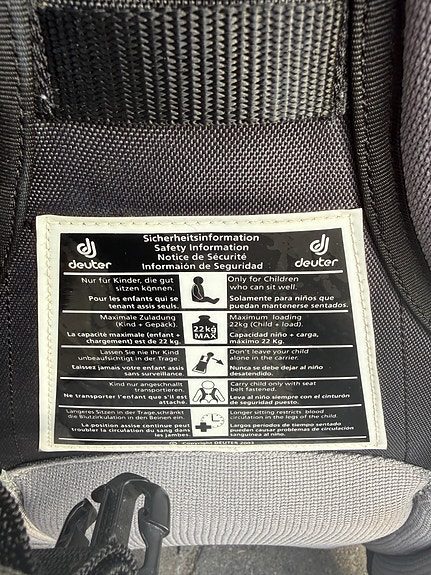 deuter
Sicherheitsinformation
Safety Information
Notice de Sécurité
Informaión de Seguridad
deuter
Nur für Kinder, die gut
sitzen können.
Pour les enfants qui se
tenant assis seuls.
Only for Children
who can sit well.
Solamente para niños que
puedan mantenerse sentados.
Maximale Zuladung
(Kind + Gepäck).
La capacité maximale (enfant +
chargement) est de 22 kg.
22kg
MAX
Maximum loading
22kg (Child + load).
Capacidad niño + carga,
máximo 22 Kg.
Lassen Sie nie Ihr Kind
unbeaufsichtigt in der Trage.
Laissez jamais votre enfant assis
sans surveillance.
Don't leave your child
alone in the carrier.
Nunca se debe dejar al niño
desatendido.
Kind nur angeschnallt
transportieren.
Ne transporter l'enfant que s'il est
attaché.
Carry child only with seat
belt fastened.
Leva al niño siempre con el cinturón
de seguridad puesto.
Längeres Sitzen in der Trage,schränkt
die Blutzirkulation in den Beinen ein.
La position assise continue peut
troubler la circulation du sang dans
les jambes.
Longer sitting restricts blood
circulation in the legs of the child.
Largos periodos de tiempo sentado
pueden causar problemas de circulación
sanguinea al niño.
© Copyright DEUTER 2003